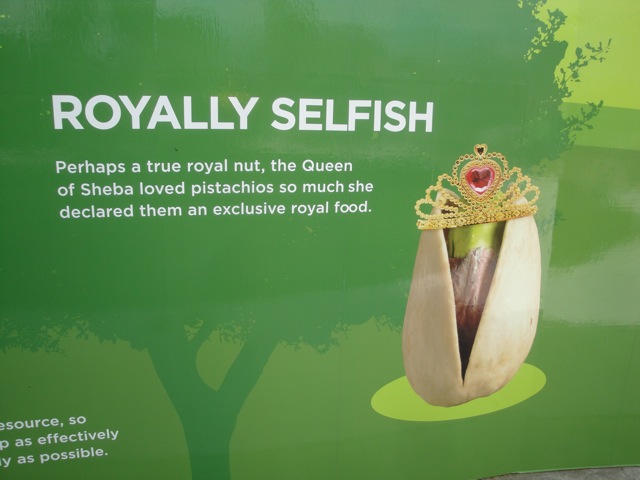 ROYALLY SELFISH
Perhaps a true royal nut, the Queen
of Sheba loved pistachios so much she
declared them an exclusive royal food.
esource, so
p as effectively
y as possible.